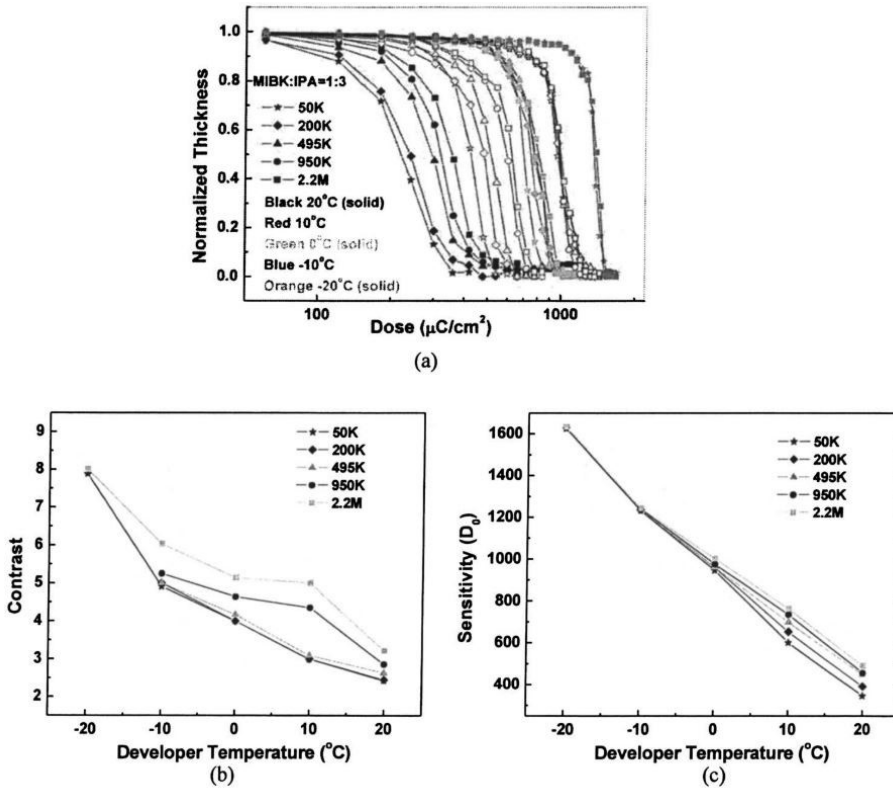 1.0
0.8
0.6
0.4
0.2
0.0
Normalized Thickness
MIBK:IPA=1:3
50K
200K
495K
950K
2.2M
Black 20°C (solid)
Red 10°C
Green 0°C (solid)
Blue -10°C
Orange -20°C (solid)
100
1000
Dose (µC/cm²)
(a)
9
8
7
6
5
4
3
2
Contrast
50K
200K
495K
950K
2.2M
-20
-10
0
10
20
Developer Temperature (°C)
(b)
1600
1400
1200
1000
800
600
400
Sensitivity (D₀)
50K
200K
495K
950K
2.2M
-20
-10
0
10
20
Developer Temperature (°C)
(c)